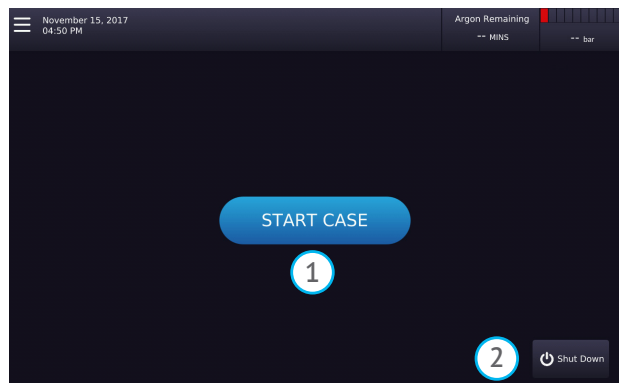 November 15, 2017
04:50 PM
Argon Remaining
-- MINS
-- bar
START CASE
1
2
Shut Down